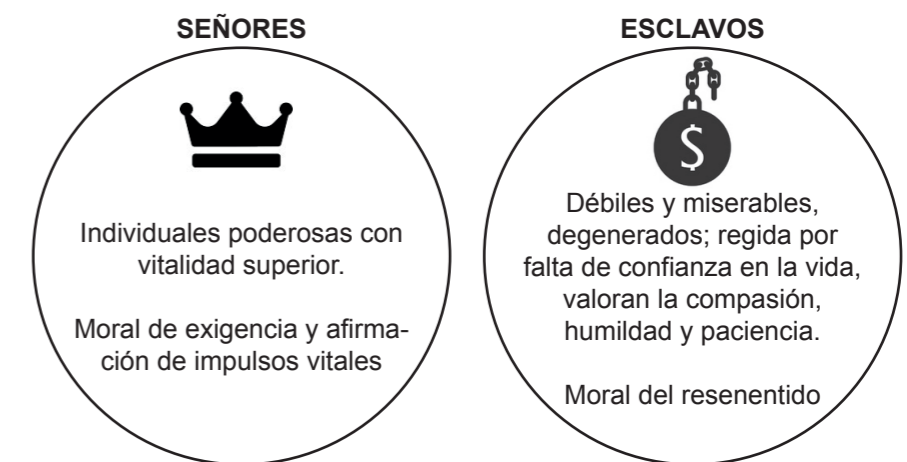 SEÑORES
Individuales poderosas con
vitalidad superior.
Moral de exigencia y afirma-
ción de impulsos vitales
ESCLAVOS
$
Débiles y miserables,
degenerados; regida por
falta de confianza en la vida,
valoran la compasión,
humildad y paciencia.
Moral del resenentido